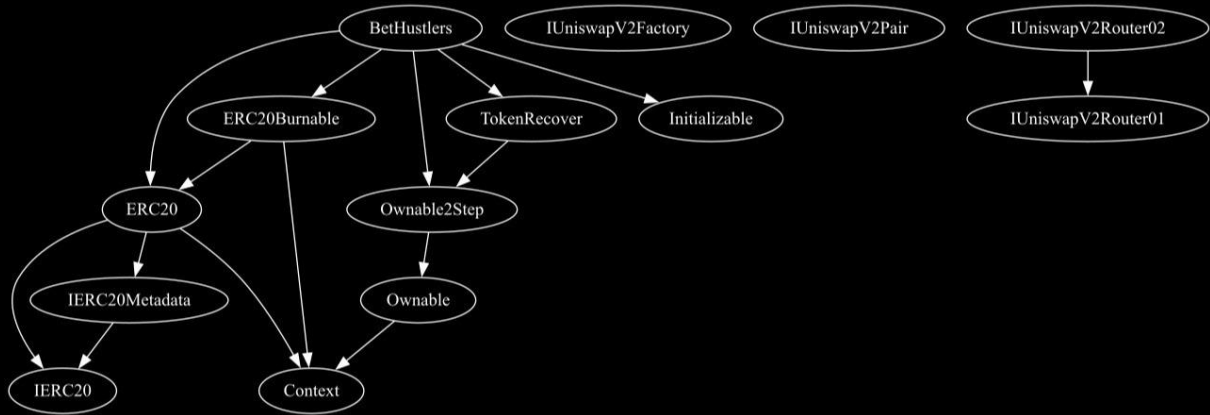 BetHustlers
IUniswapV2Factory
IUniswapV2Pair
IUniswapV2Router02
ERC20Burnable
TokenRecover
Initializable
IUniswapV2Router01
ERC20
Ownable2Step
IERC20Metadata
Ownable
IERC20
Context